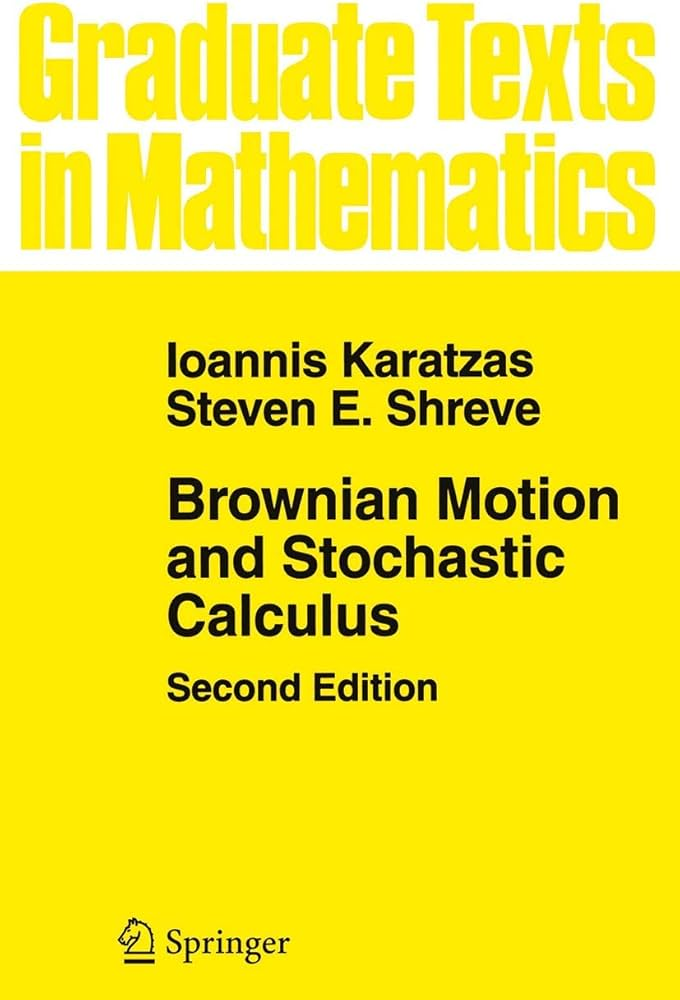 Graduate Texts
in Mathematics
Ioannis Karatzas
Steven E. Shreve
Brownian Motion
and Stochastic
Calculus
Second Edition
Springer